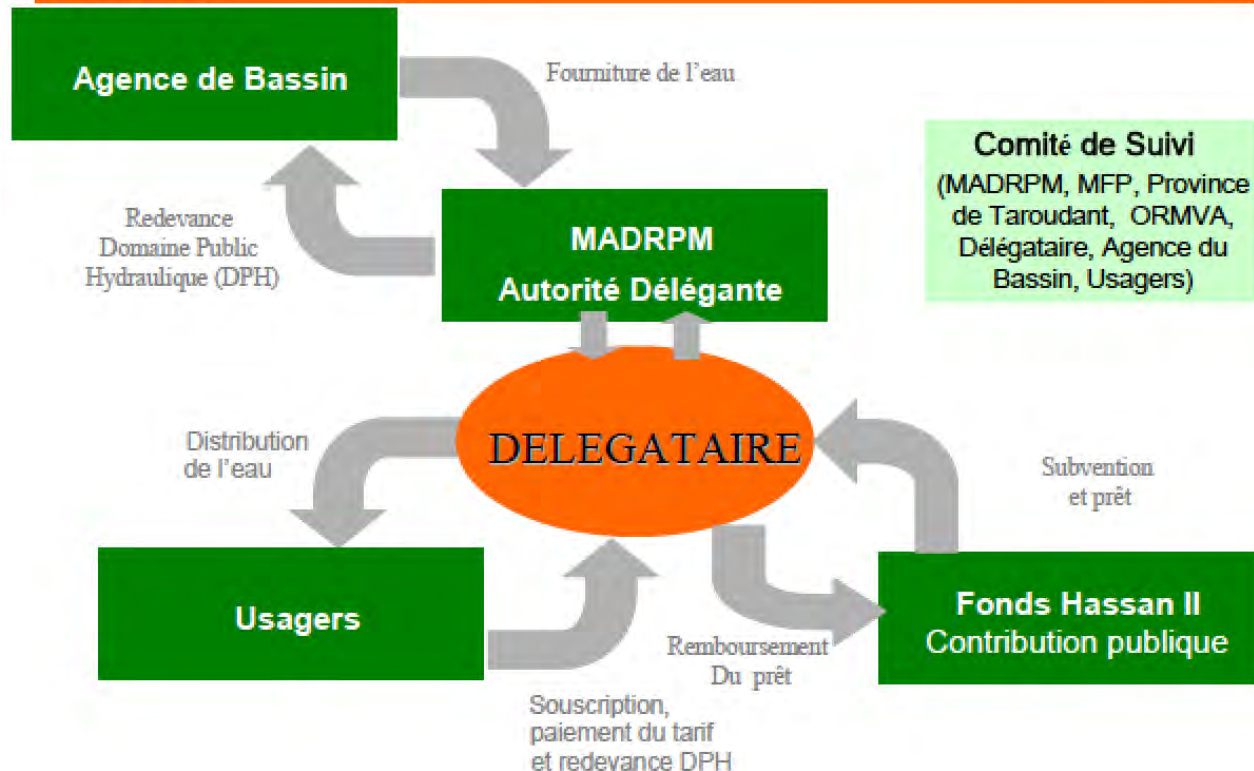 Agence de Bassin
Fourniture de l’eau
Comité de Suivi
(MADRPM, MFP, Province
de Taroudant, ORMVA,
Délégataire, Agence du
Bassin, Usagers)
Redevance
Domaine Public
Hydraulique (DPH)
MADRPM
Autorité Délégante
DELEGATAIRE
Distribution
de l’eau
Subvention
et prêt
Usagers
Fonds Hassan II
Contribution publique
Remboursement
Du prêt
Souscription,
paiement du tarif
et redevance DPH